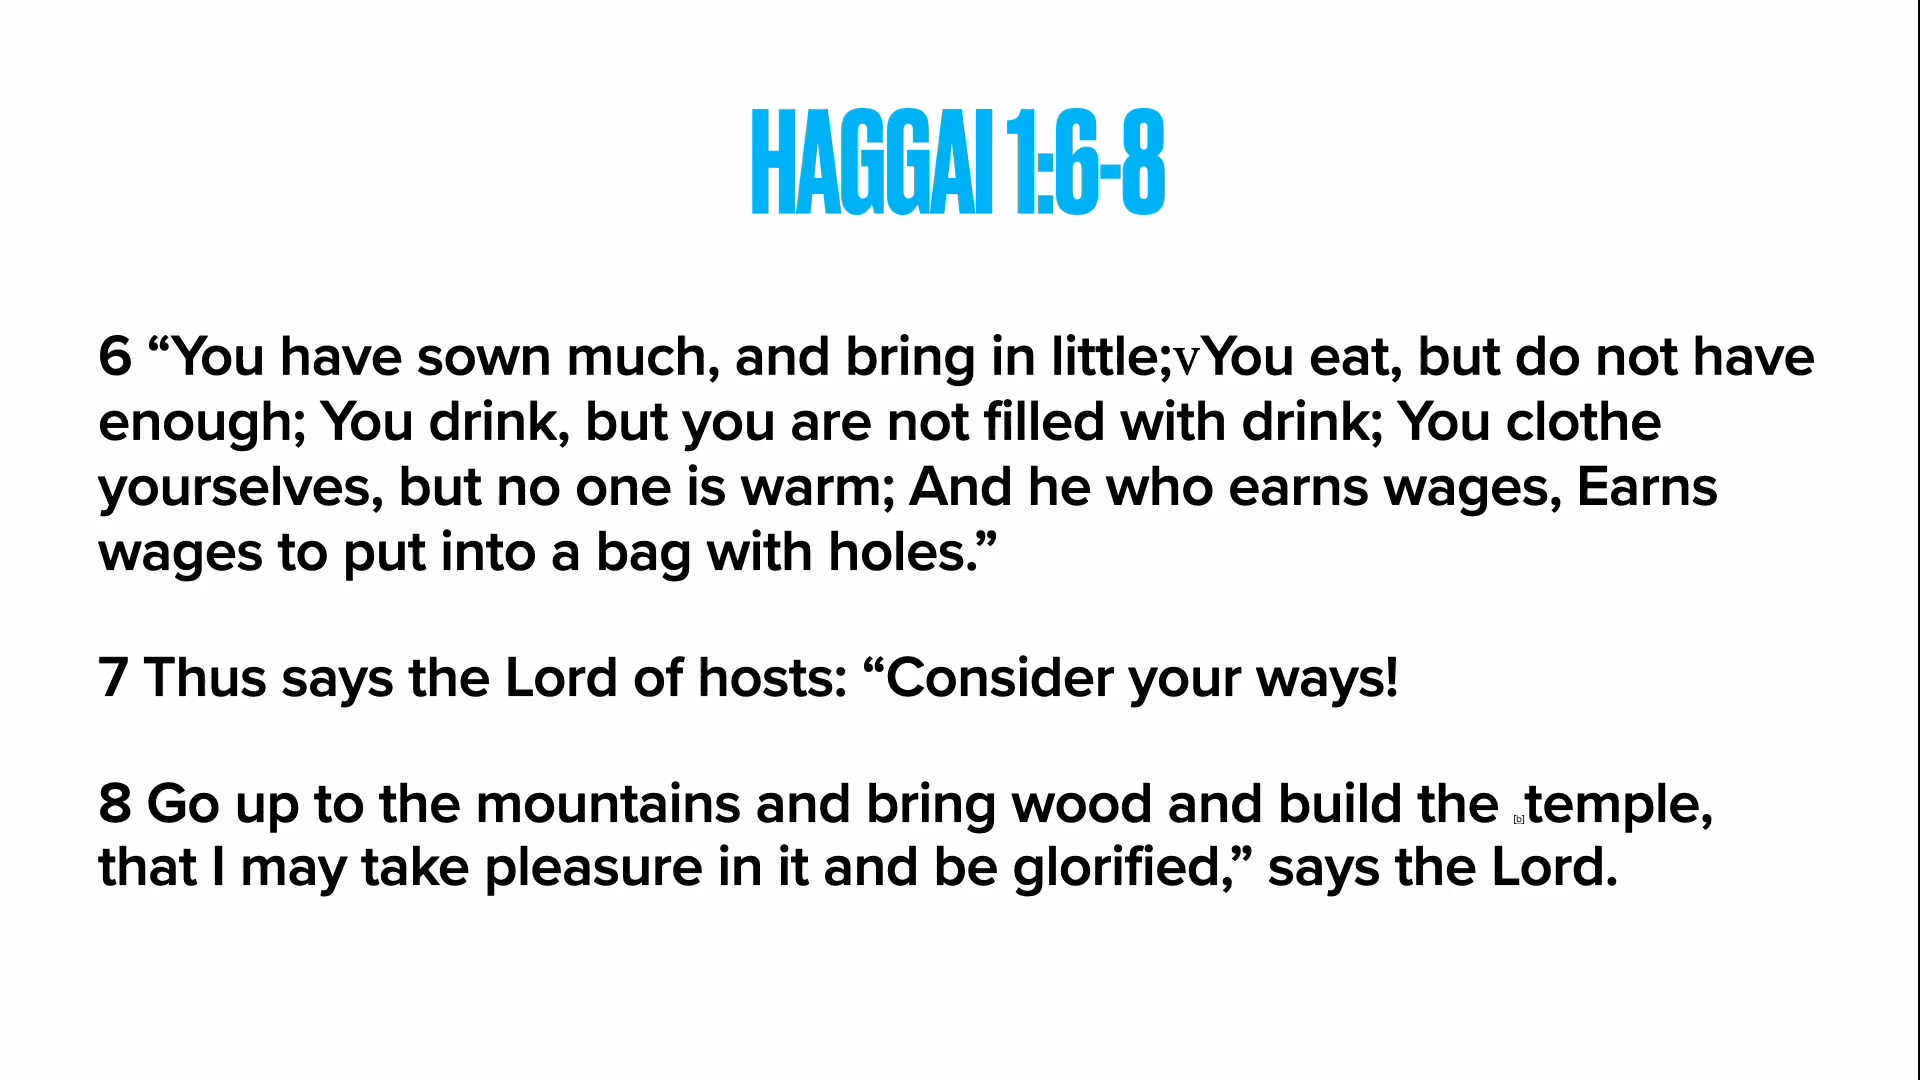 HAGGAI 1:6-8
6 “You have sown much, and bring in little;vYou eat, but do not have
enough; You drink, but you are not filled with drink; You clothe
yourselves, but no one is warm; And he who earns wages, Earns
wages to put into a bag with holes.”
7 Thus says the Lord of hosts: “Consider your ways!
8 Go up to the mountains and bring wood and build the [b]temple,
that I may take pleasure in it and be glorified,” says the Lord.